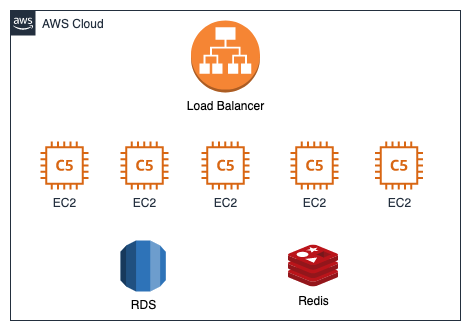 aws
AWS Cloud
Load Balancer
C5 C5 C5 C5 C5
EC2 EC2 EC2 EC2 EC2
RDS Redis